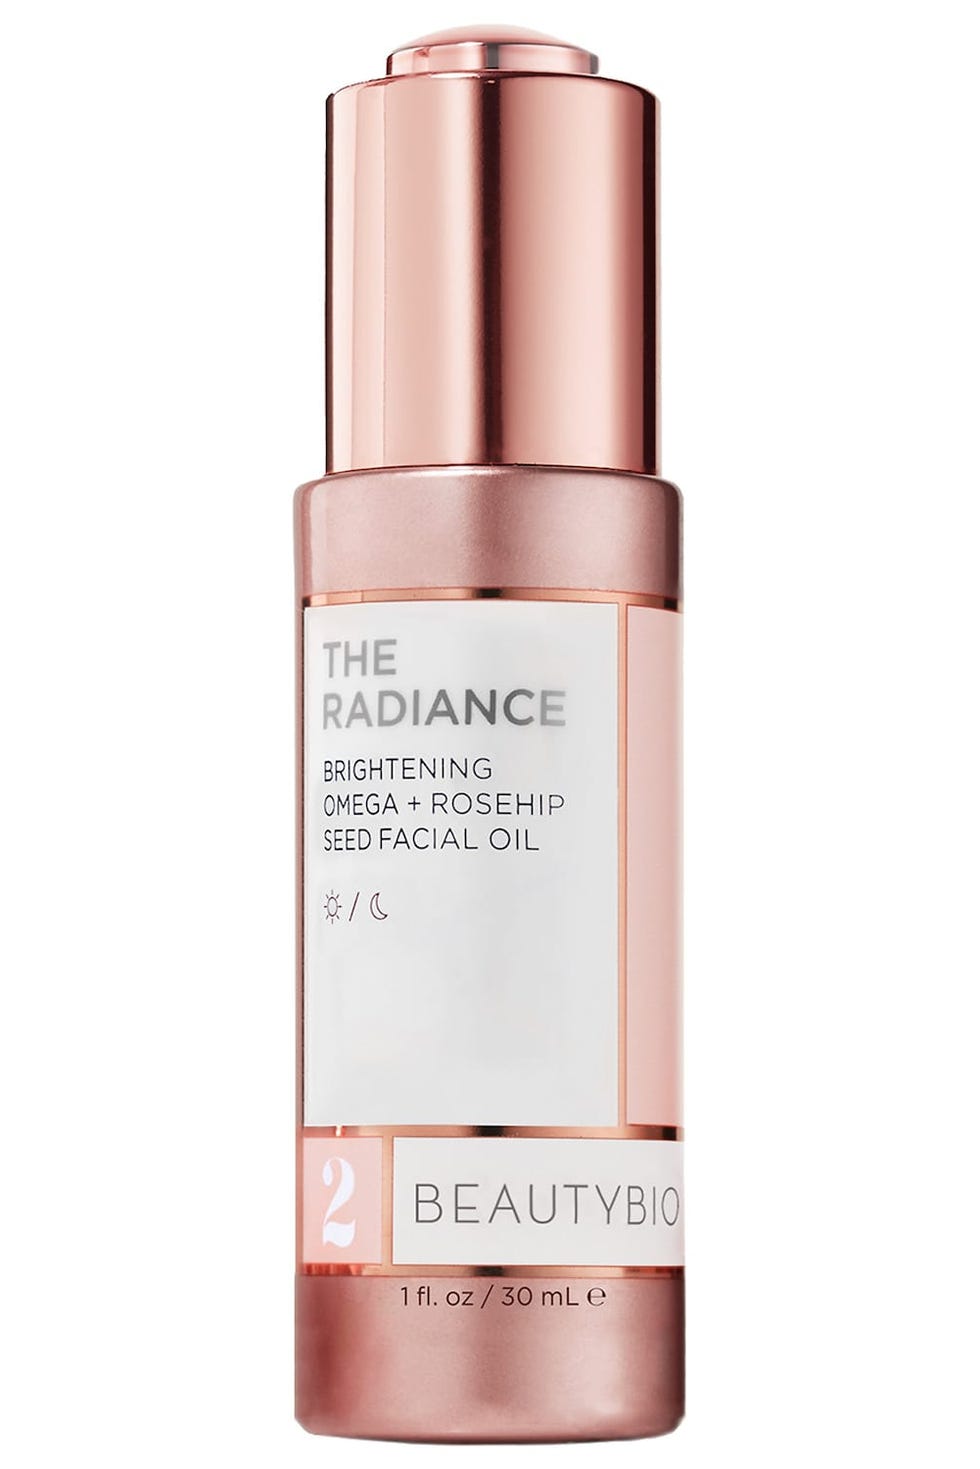 THE
RADIANCE
BRIGHTENING
OMEGA + ROSEHIP
SEED FACIAL OIL
/
2
BEAUTYBIO
1 fl. oz / 30 mL ℮